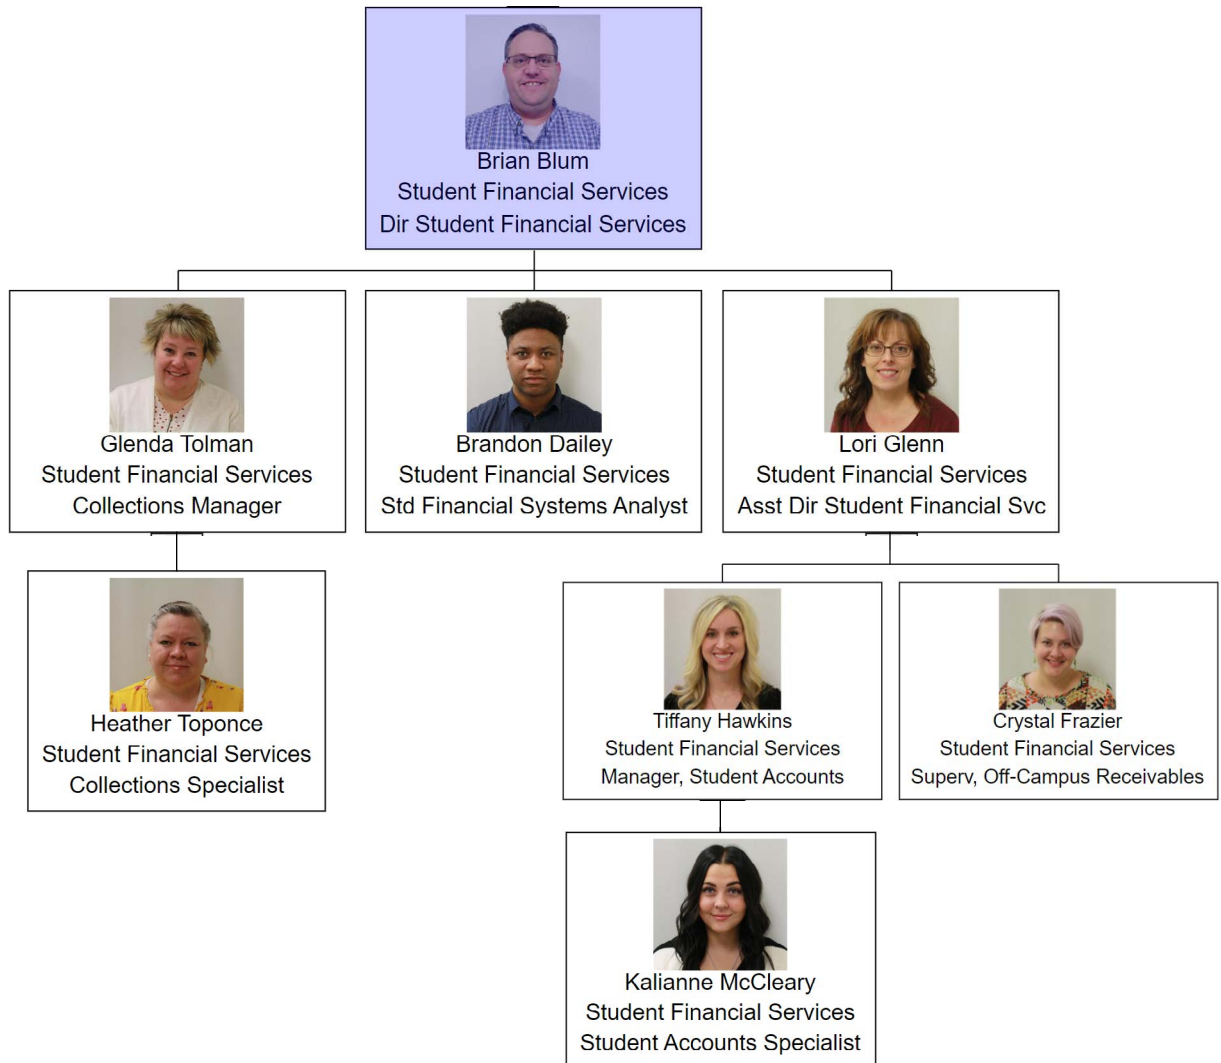 Brian Blum
Student Financial Services
Dir Student Financial Services
Glenda Tolman
Student Financial Services
Collections Manager
Brandon Dailey
Student Financial Services
Std Financial Systems Analyst
Lori Glenn
Student Financial Services
Asst Dir Student Financial Svc
Heather Toponce
Student Financial Services
Collections Specialist
Tiffany Hawkins
Student Financial Services
Manager, Student Accounts
Crystal Frazier
Student Financial Services
Superv, Off-Campus Receivables
Kalianne McCleary
Student Financial Services
Student Accounts Specialist